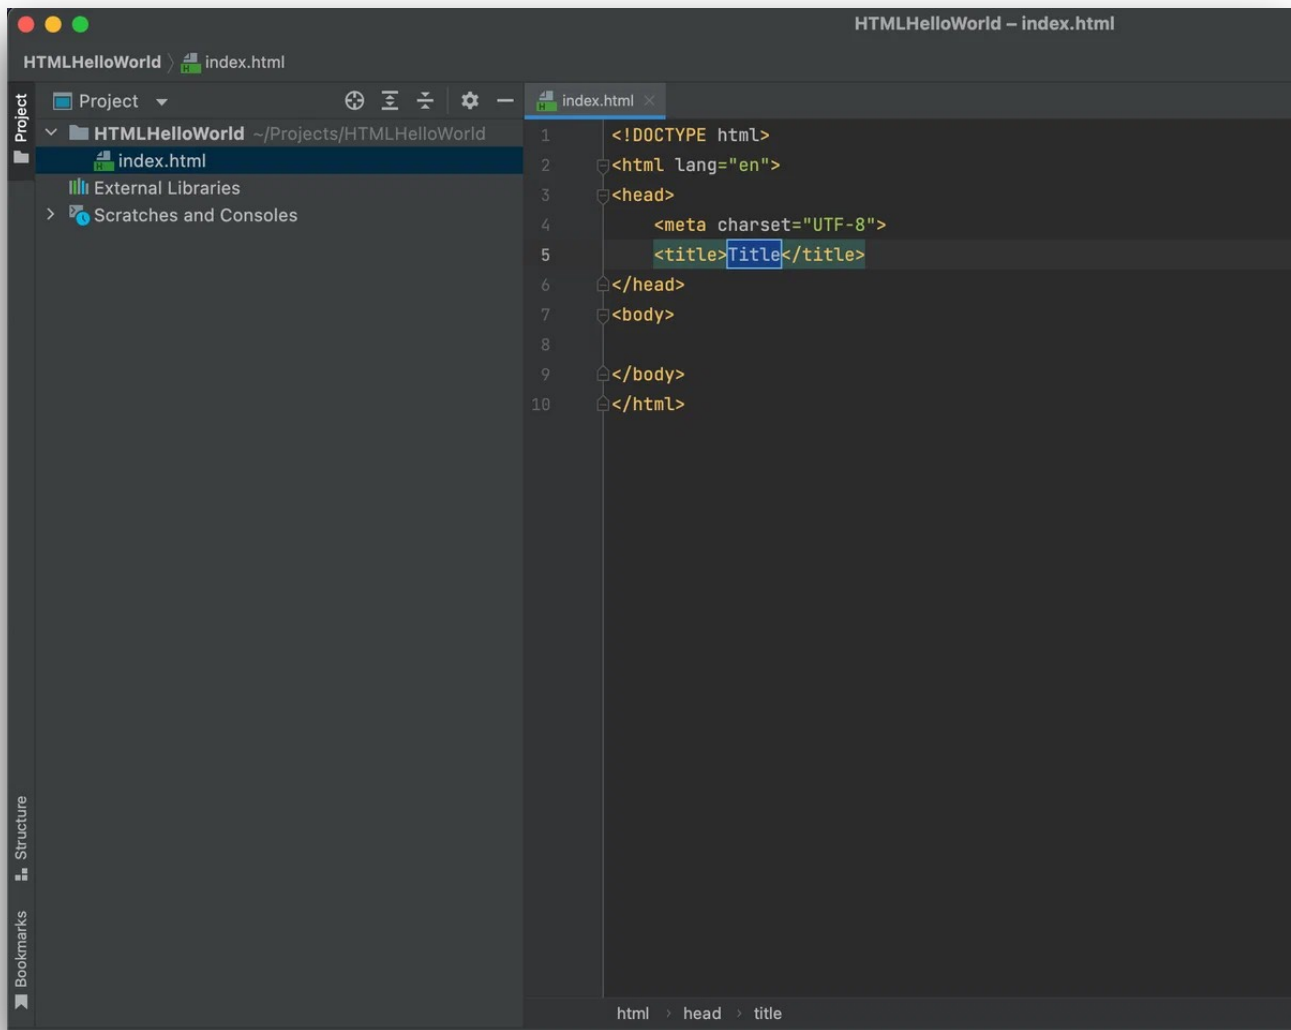 HTMLHelloWorld – index.html
HTMLHelloWorld index.html
Project
Project
HTMLHelloWorld ~/Projects/HTMLHelloWorld
index.html
External Libraries
Scratches and Consoles
Structure
Bookmarks
index.html
1 <!DOCTYPE html>
2 <html lang="en">
3 <head>
4     <meta charset="UTF-8">
5     <title>Title</title>
6 </head>
7 <body>
8
9 </body>
10 </html>
html > head > title